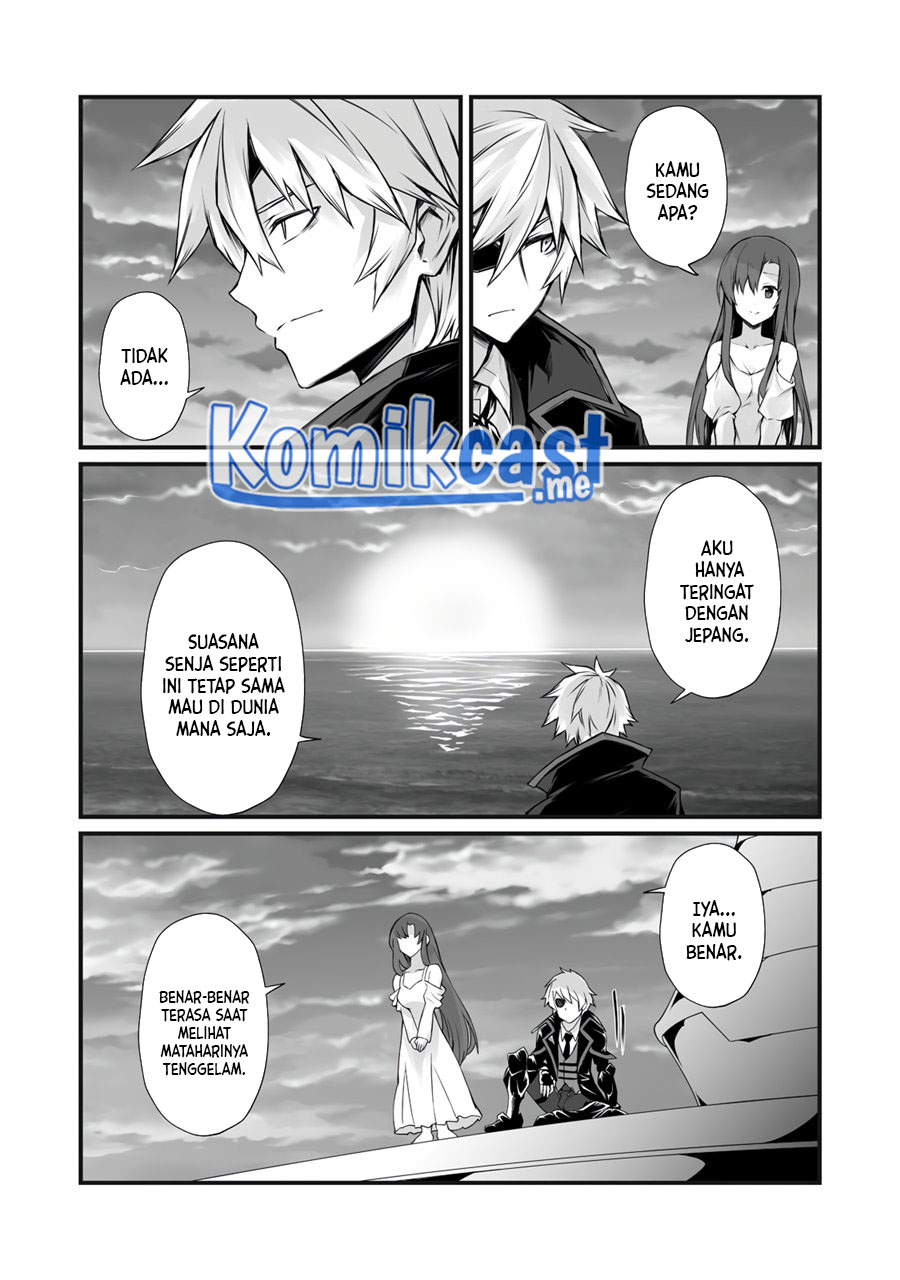 KAMU
SEDANG
APA?
TIDAK
ADA...
Komikcast
.me
AKU
HANYA
TERINGAT
DENGAN
JEPANG.
SUASANA
SENJA SEPERTI
INI TETAP SAMA
MAU DI DUNIA
MANA SAJA.
IYA...
KAMU
BENAR.
BENAR-BENAR
TERASA SAAT
MELIHAT
MATAHARINYA
TENGGELAM.